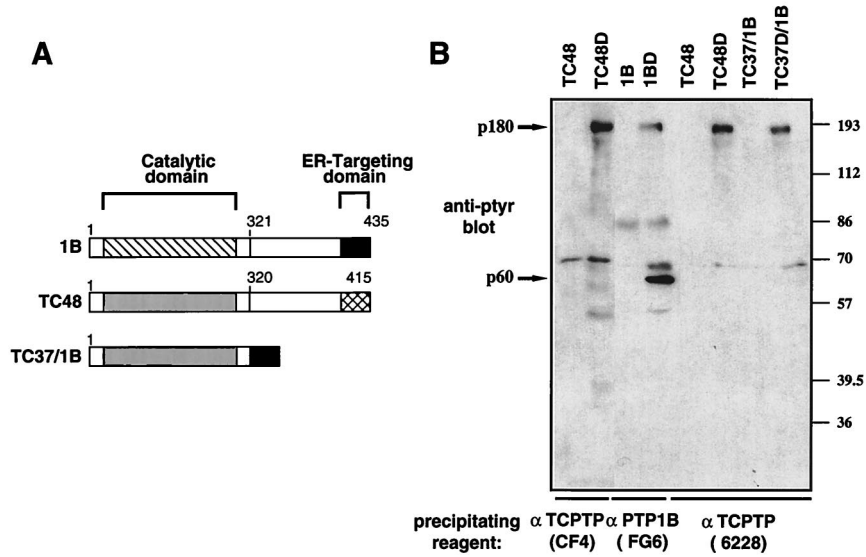 A
Catalytic
domain
ER-Targeting
domain
1 321 435
1B
1 320 415
TC48
1
TC37/1B
B
TC48 TC48D 1B 1BD TC48 TC48D TC37/1B TC37D/1B
p180 193
112
anti-ptyr
blot
86
70
p60
57
39.5
36
precipitating α TCPTP α PTP1B α TCPTP
reagent: (CF4) ( FG6) ( 6228)